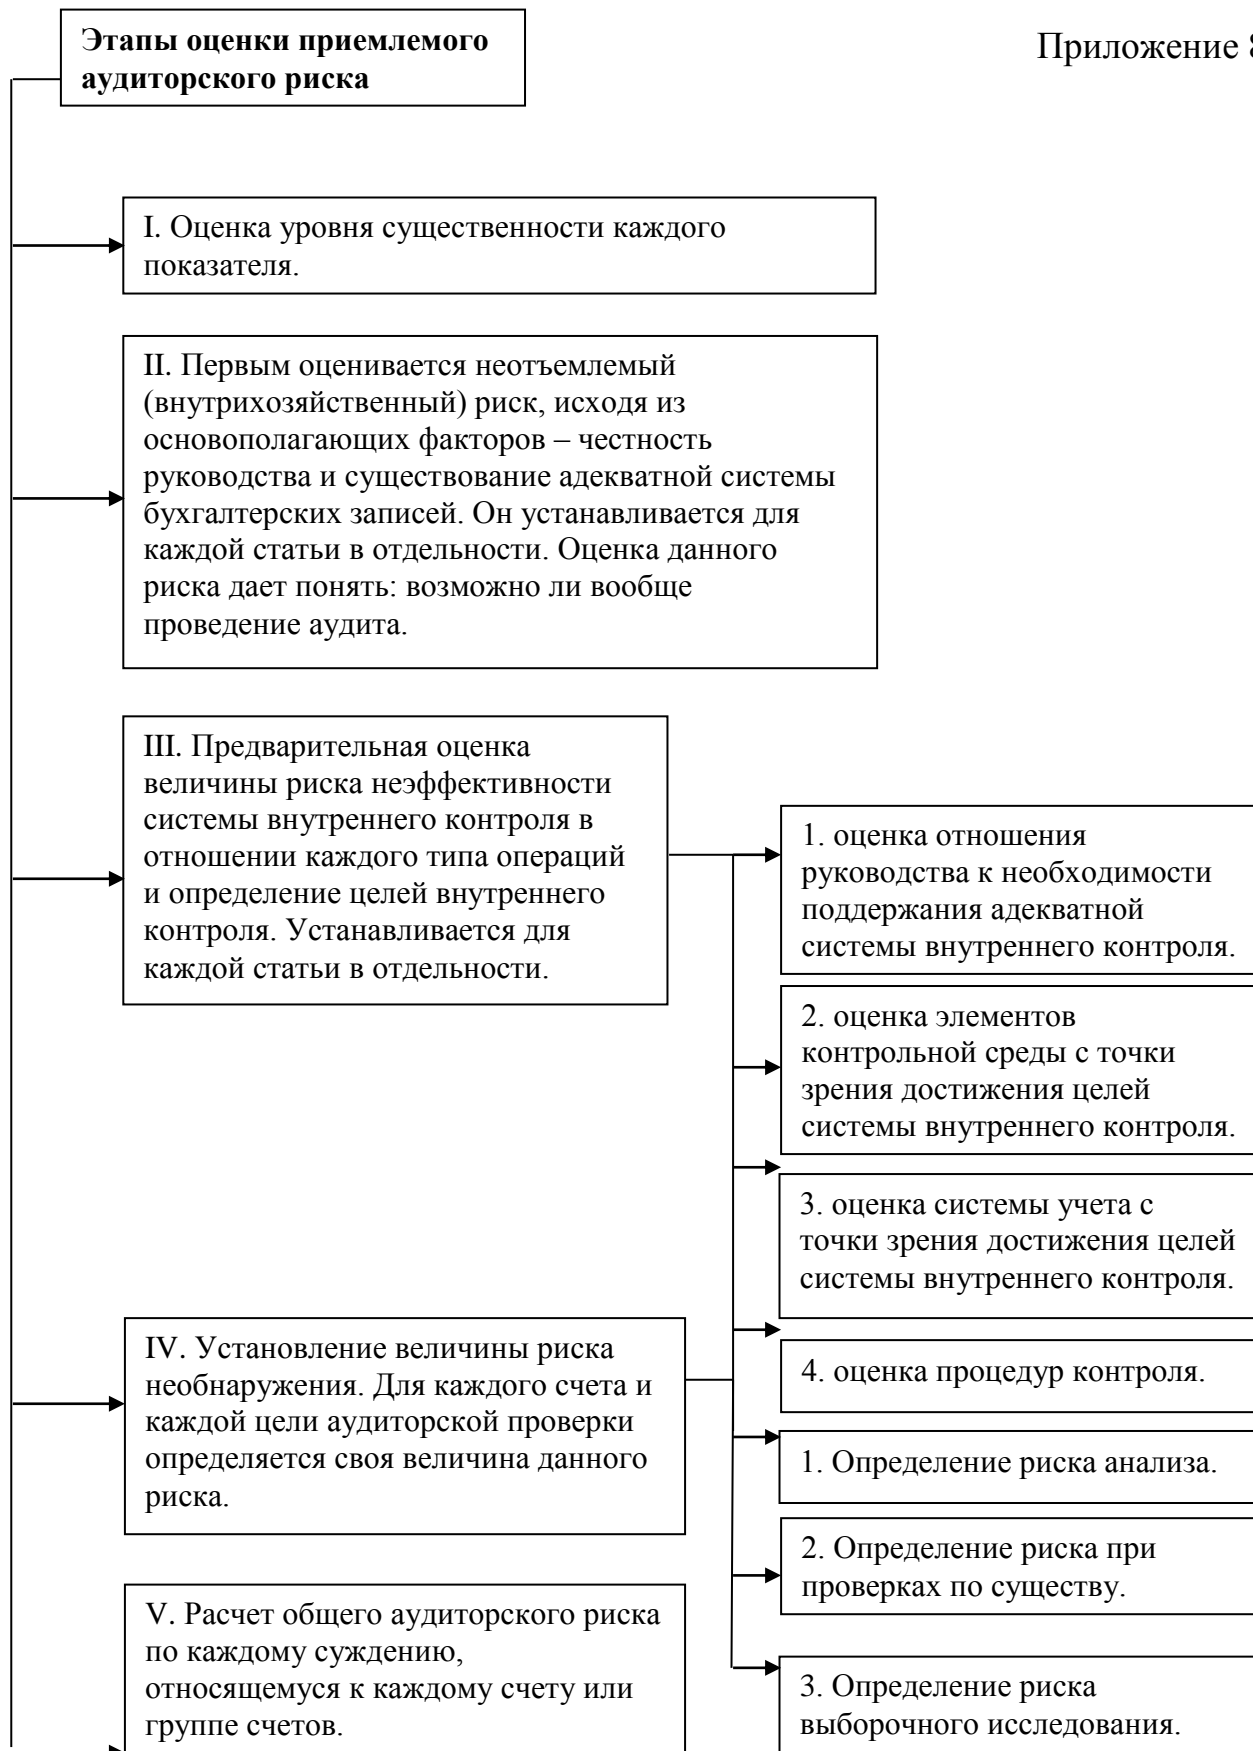 Этапы оценки приемлемого
аудиторского риска
Приложение 8
I. Оценка уровня существенности каждого
показателя.
II. Первым оценивается неотъемлемый
(внутрихозяйственный) риск, исходя из
основополагающих факторов – честность
руководства и существование адекватной системы
бухгалтерских записей. Он устанавливается для
каждой статьи в отдельности. Оценка данного
риска дает понять: возможно ли вообще
проведение аудита.
III. Предварительная оценка
величины риска неэффективности
системы внутреннего контроля в
отношении каждого типа операций
и определение целей внутреннего
контроля. Устанавливается для
каждой статьи в отдельности.
1. оценка отношения
руководства к необходимости
поддержания адекватной
системы внутреннего контроля.
2. оценка элементов
контрольной среды с точки
зрения достижения целей
системы внутреннего контроля.
3. оценка системы учета с
точки зрения достижения целей
системы внутреннего контроля.
4. оценка процедур контроля.
IV. Установление величины риска
необнаружения. Для каждого счета и
каждой цели аудиторской проверки
определяется своя величина данного
риска.
1. Определение риска анализа.
2. Определение риска при
проверках по существу.
3. Определение риска
выборочного исследования.
V. Расчет общего аудиторского риска
по каждому суждению,
относящемуся к каждому счету или
группе счетов.